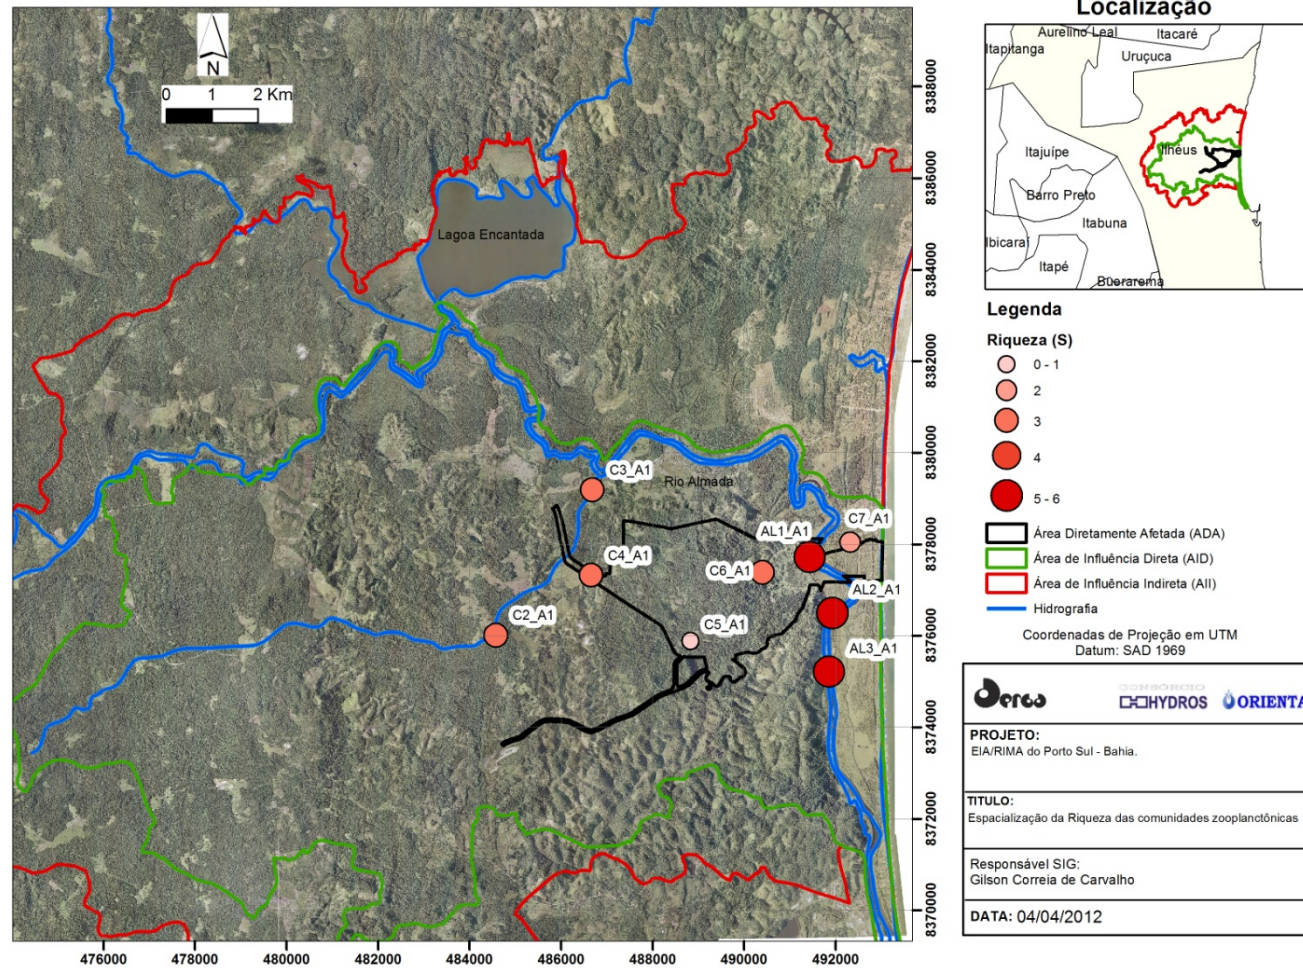 Localização
N
0 1 2 Km
Lagoa Encantada
Rio Almada
C3_A1
C7_A1
AL1_A1
C4_A1
C6_A1
AL2_A1
C2_A1
C5_A1
AL3_A1
8388000
8386000
8384000
8382000
8380000
8378000
8376000
8374000
8372000
8370000
476000 478000 480000 482000 484000 486000 488000 490000 492000
Aurelino Leal
Itacaré
Itapitanga
Uruçuca
Ilhéus
Itajuípe
Barro Preto
Itabuna
Ibicaraí
Itapé
Buerarema
Legenda
Riqueza (S)
0 - 1
2
3
4
5 - 6
Área Diretamente Afetada (ADA)
Área de Influência Direta (AID)
Área de Influência Indireta (AII)
Hidrografia
Coordenadas de Projeção em UTM
Datum: SAD 1969
Derba
CONSÓRCIO
HYDROS
ORIENTA
PROJETO:
EIA/RIMA do Porto Sul - Bahia.
TITULO:
Espacialização da Riqueza das comunidades zooplanctônicas
Responsável SIG:
Gilson Correia de Carvalho
DATA: 04/04/2012